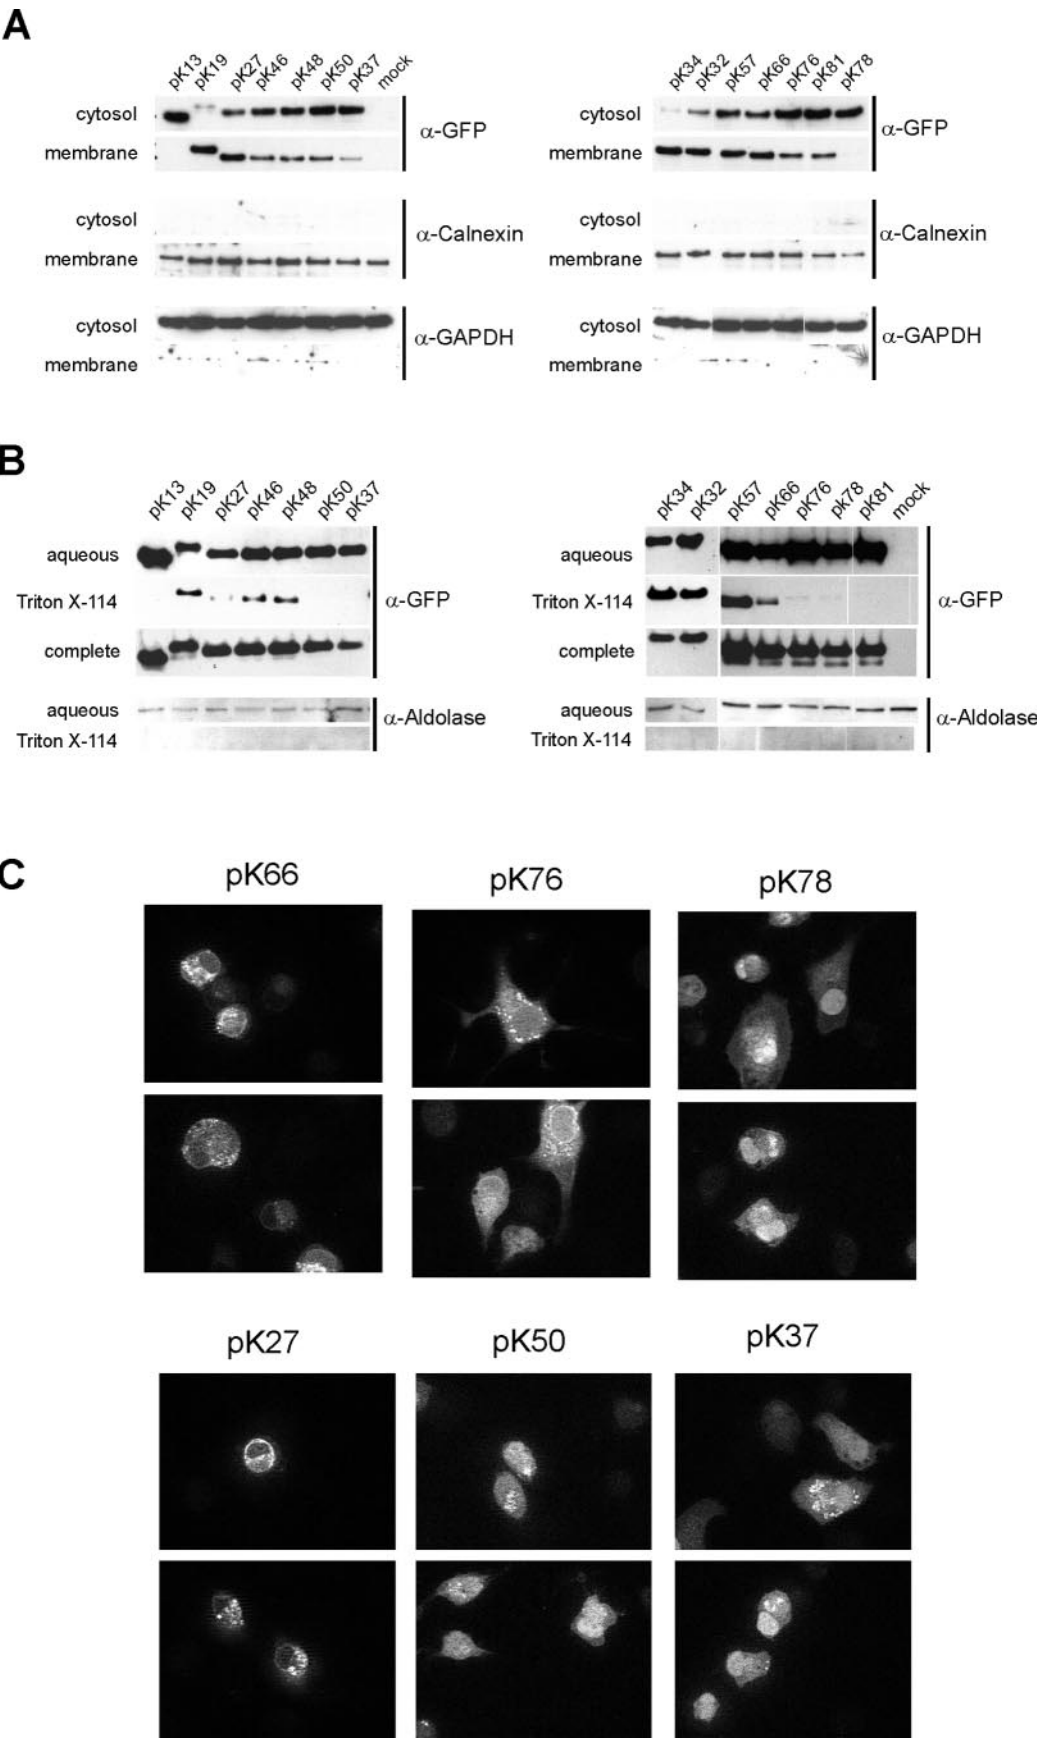 A
pK13 pK19 pK27 pK46 pK48 pK50 pK37 mock
cytosol
membrane
α-GFP
cytosol
membrane
α-Calnexin
cytosol
membrane
α-GAPDH
pK34 pK32 pK57 pK66 pK76 pK81 pK78
cytosol
membrane
α-GFP
cytosol
membrane
α-Calnexin
cytosol
membrane
α-GAPDH
B
pK13 pK19 pK27 pK46 pK48 pK50 pK37
aqueous
Triton X-114
complete
α-GFP
aqueous
Triton X-114
α-Aldolase
pK34 pK32 pK57 pK66 pK76 pk78 pK81 mock
aqueous
Triton X-114
complete
α-GFP
aqueous
Triton X-114
α-Aldolase
C
pK66 pK76 pK78
pK27 pK50 pK37